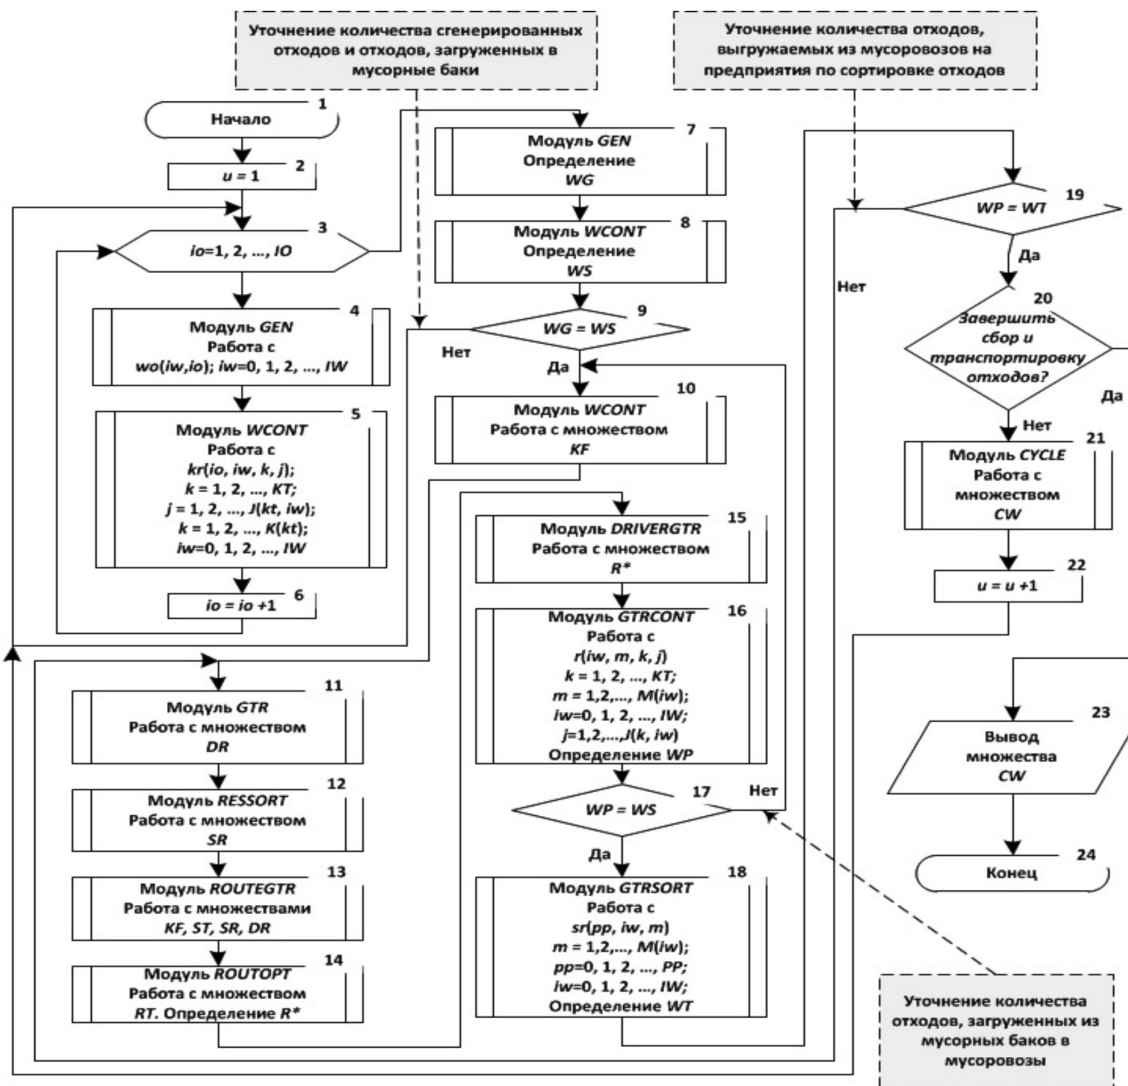 Уточнение количества сгенерированных
отходов и отходов, загруженных в
мусорные баки
Уточнение количества отходов,
выгружаемых из мусоровозов на
предприятия по сортировке отходов
1
Начало
2
u = 1
3
io=1, 2, ..., IO
4
Модуль GEN
Работа с
wo(iw,io); iw=0, 1, 2, ..., IW
5
Модуль WCONT
Работа с
kr(io, iw, k, j);
k = 1, 2, ..., KT;
j = 1, 2, ..., J(kt, iw);
k = 1, 2, ..., K(kt);
iw=0, 1, 2, ..., IW
6
io = io +1
7
Модуль GEN
Определение
WG
8
Модуль WCONT
Определение
WS
9
WG = WS
Нет
Да
10
Модуль WCONT
Работа с множеством
KF
11
Модуль GTR
Работа с множеством
DR
12
Модуль RESSORT
Работа с множеством
SR
13
Модуль ROUTEGTR
Работа с множествами
KF, ST, SR, DR
14
Модуль ROUTOPT
Работа с множеством
RT. Определение R*
15
Модуль DRIVERGTR
Работа с множеством
R*
16
Модуль GTRCONT
Работа с
r(iw, m, k, j)
k = 1, 2, ..., KT;
m = 1,2,..., M(iw);
iw=0, 1, 2, ..., IW;
j=1,2,...,J(k, iw)
Определение WP
17
WP = WS
Нет
Да
18
Модуль GTRSORT
Работа с
sr(pp, iw, m)
m = 1,2,..., M(iw);
pp=0, 1, 2, ..., PP;
iw=0, 1, 2, ..., IW;
Определение WT
19
WP = WT
Да
Нет
20
Завершить
сбор и
транспортировку
отходов?
Да
Нет
21
Модуль CYCLE
Работа с
множеством
CW
22
u = u +1
23
Вывод
множества
CW
24
Конец
Уточнение количества
отходов, загруженных из
мусорных баков в
мусоровозы